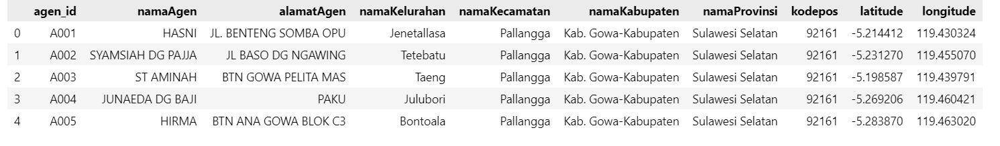 agen_id namaAgen alamatAgen namaKelurahan namaKecamatan namaKabupaten namaProvinsi kodepos latitude longitude
0 A001 HASNI JL. BENTENG SOMBA OPU Jenetallasa Pallangga Kab. Gowa-Kabupaten Sulawesi Selatan 92161 -5.214412 119.430324
1 A002 SYAMSIAH DG PAJJA JL BASO DG NGAWING Tetebatu Pallangga Kab. Gowa-Kabupaten Sulawesi Selatan 92161 -5.231270 119.455070
2 A003 ST AMINAH BTN GOWA PELITA MAS Taeng Pallangga Kab. Gowa-Kabupaten Sulawesi Selatan 92161 -5.198587 119.439791
3 A004 JUNAEDA DG BAJI PAKU Julubori Pallangga Kab. Gowa-Kabupaten Sulawesi Selatan 92161 -5.269206 119.460421
4 A005 HIRMA BTN ANA GOWA BLOK C3 Bontoala Pallangga Kab. Gowa-Kabupaten Sulawesi Selatan 92161 -5.283870 119.463020